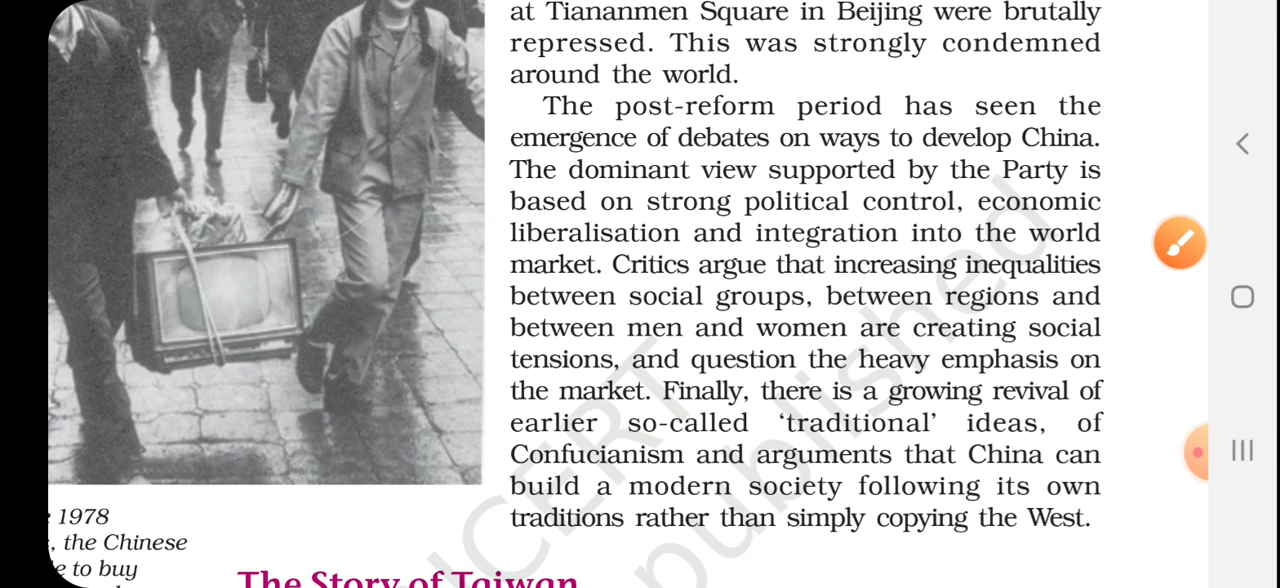 at Tiananmen Square in Beijing were brutally
repressed. This was strongly condemned
around the world.
The post-reform period has seen the
emergence of debates on ways to develop China.
The dominant view supported by the Party is
based on strong political control, economic
liberalisation and integration into the world
market. Critics argue that increasing inequalities
between social groups, between regions and
between men and women are creating social
tensions, and question the heavy emphasis on
the market. Finally, there is a growing revival of
earlier so-called ‘traditional’ ideas, of
Confucianism and arguments that China can
build a modern society following its own
traditions rather than simply copying the West.
1978
, the Chinese
to buy
The Story of Taiwan
NCERT
published